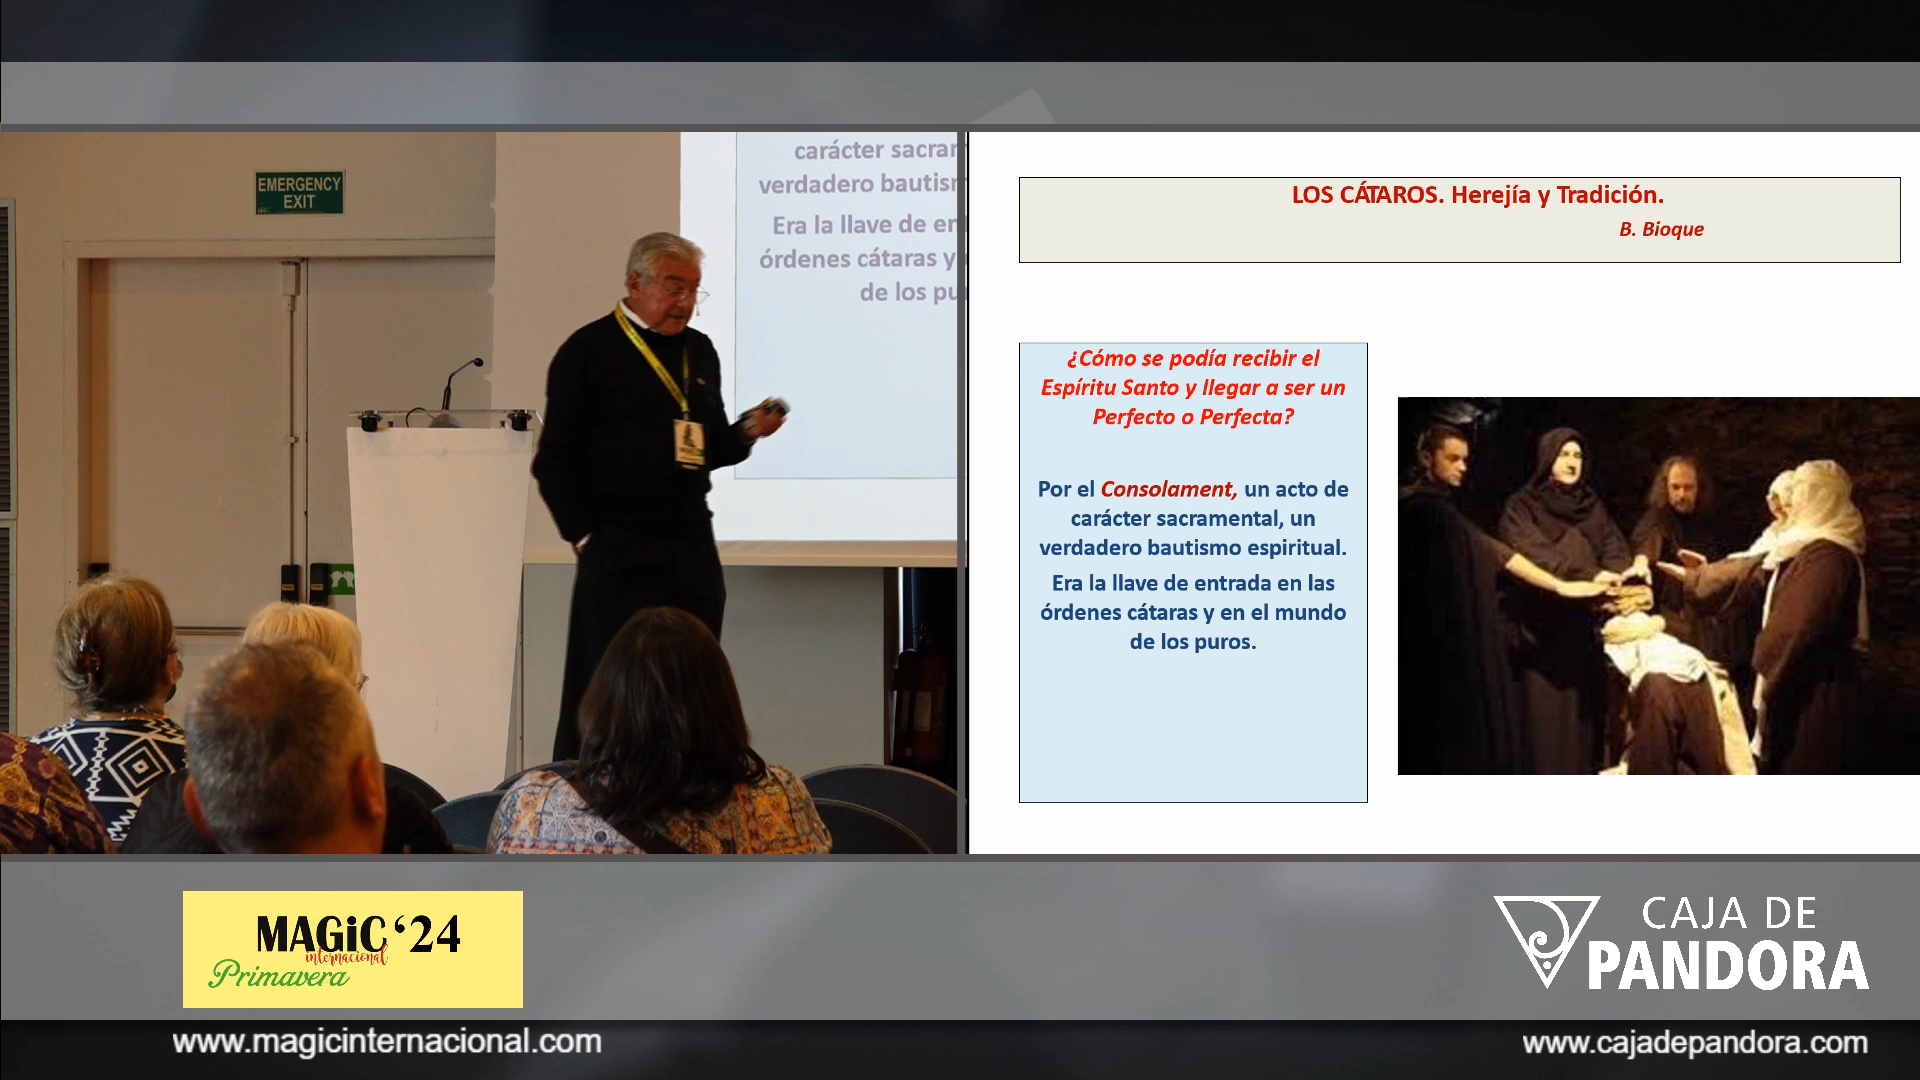 EMERGENCY
EXIT
carácter sacra
verdadero bautis
Era la llave de en
órdenes cátaras y
de los pu
LOS CÁTAROS. Herejía y Tradición.
B. Bioque
¿Cómo se podía recibir el
Espíritu Santo y llegar a ser un
Perfecto o Perfecta?
Por el Consolament, un acto de
carácter sacramental, un
verdadero bautismo espiritual.
Era la llave de entrada en las
órdenes cátaras y en el mundo
de los puros.
MAGiC ‘24
internacional
Primavera
CAJA DE
PANDORA
www.magicinternacional.com
www.cajadepandora.com